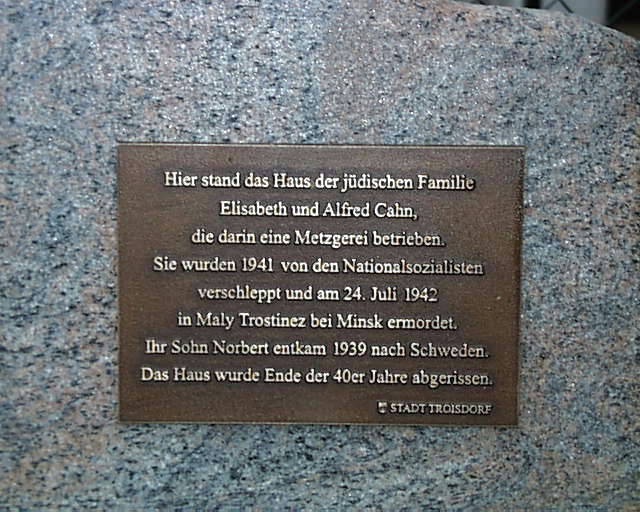 Hier stand das Haus der jüdischen Familie
Elisabeth und Alfred Cahn,
die darin eine Metzgerei betrieben.
Sie wurden 1941 von den Nationalsozialisten
verschleppt und am 24. Juli 1942
in Maly Trostinez bei Minsk ermordet.
Ihr Sohn Norbert entkam 1939 nach Schweden.
Das Haus wurde Ende der 40er Jahre abgerissen.
STADT TROISDORF